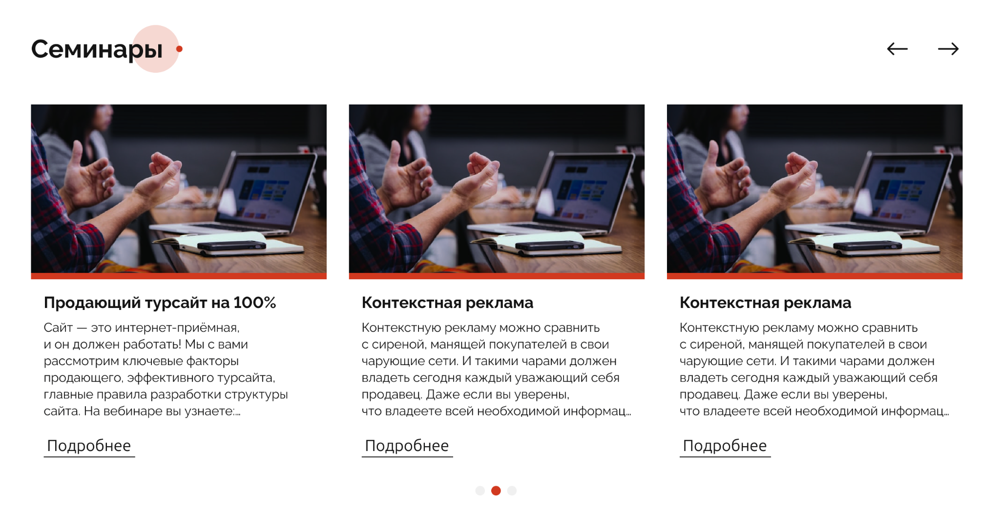 Семинары
Продающий турсайт на 100%
Сайт — это интернет-приёмная,
и он должен работать! Мы с вами
рассмотрим ключевые факторы
продающего, эффективного турсайта,
главные правила разработки структуры
сайта. На вебинаре вы узнаете:...
Подробнее
Контекстная реклама
Контекстную рекламу можно сравнить
с сиреной, манящей покупателей в свои
чарующие сети. И такими чарами должен
владеть сегодня каждый уважающий себя
продавец. Даже если вы уверены,
что владеете всей необходимой информац...
Подробнее
Контекстная реклама
Контекстную рекламу можно сравнить
с сиреной, манящей покупателей в свои
чарующие сети. И такими чарами должен
владеть сегодня каждый уважающий себя
продавец. Даже если вы уверены,
что владеете всей необходимой информац...
Подробнее